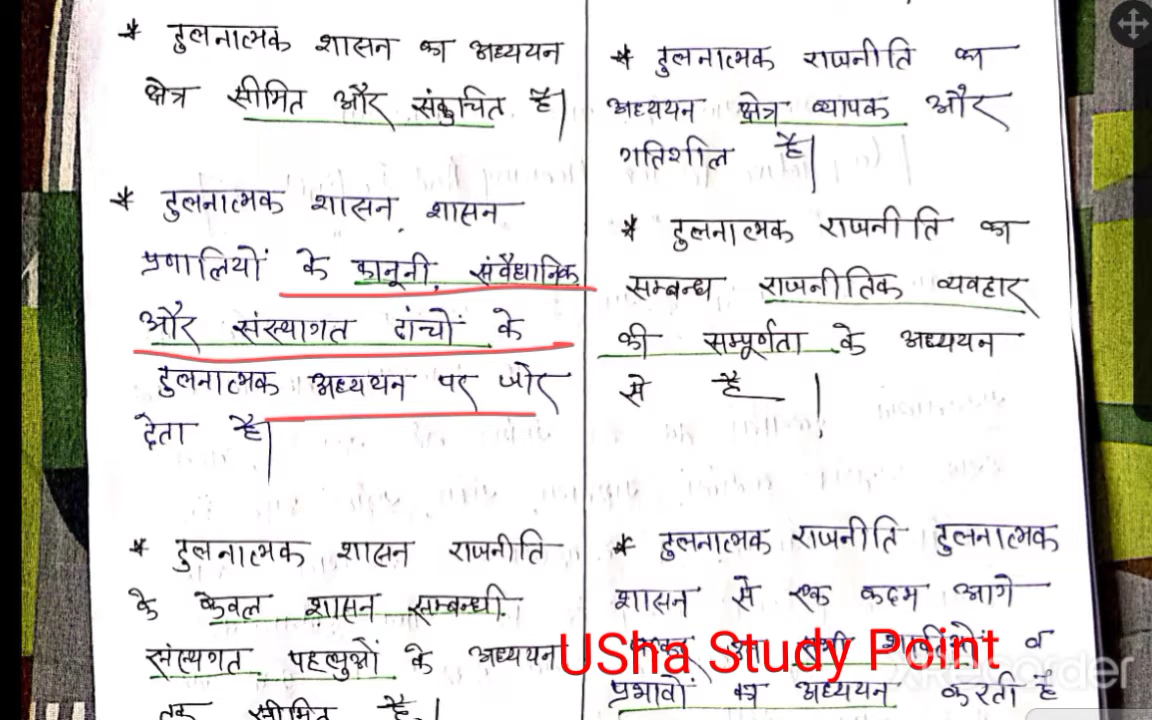 * तुलनात्मक शासन का अध्ययन
क्षेत्र सीमित और संकुचित है।
* तुलनात्मक शासन, शासन
प्रणालियों के कानूनी, संवैधानिक
और संस्थागत ढांचों के
तुलनात्मक अध्ययन पर जोर
देता है।
* तुलनात्मक शासन राजनीति
के केवल शासन सम्बन्धी
संस्थगत पहलुओं के अध्ययन
तक सीमित है।
* तुलनात्मक राजनीति का
अध्ययन क्षेत्र व्यापक और
गतिशील है।
* तुलनात्मक राजनीति का
सम्बन्ध राजनीतिक व्यवहार
की सम्पूर्णता के अध्ययन
से है।
* तुलनात्मक राजनीति तुलनात्मक
शासन से एक कदम आगे
व
प्रभावों का अध्ययन करती है
USha Study Point
XRecorder